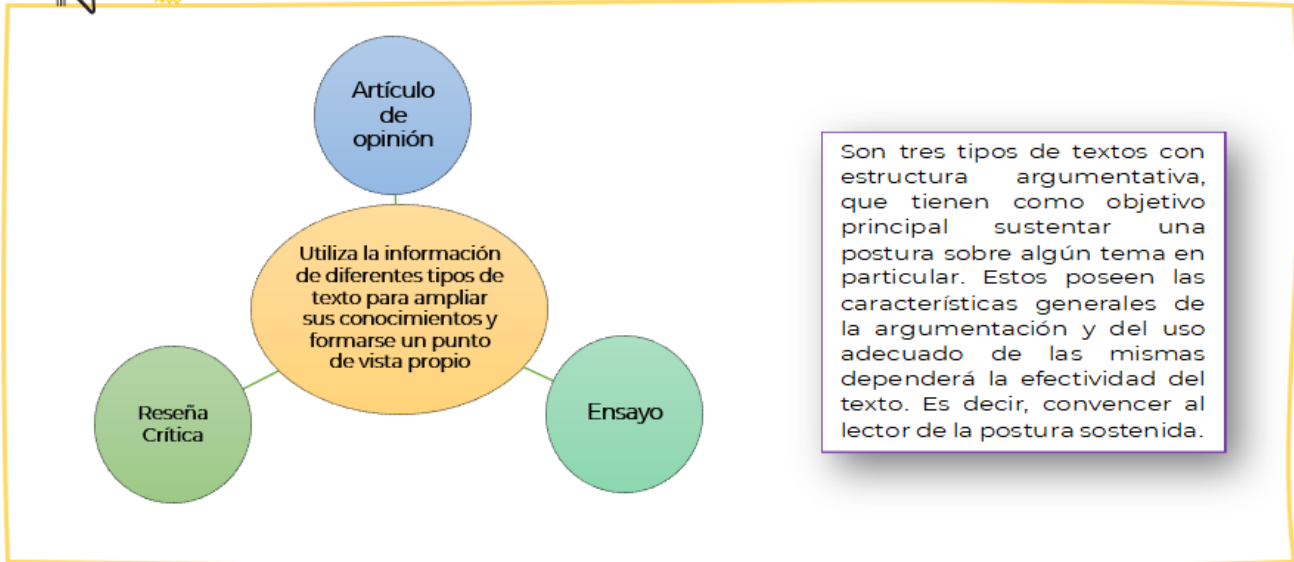 Artículo
de
opinión
Utiliza la información
de diferentes tipos de
texto para ampliar
sus conocimientos y
formarse un punto
de vista propio
Reseña
Crítica
Ensayo
Son tres tipos de textos con
estructura argumentativa,
que tienen como objetivo
principal sustentar una
postura sobre algún tema en
particular. Estos poseen las
características generales de
la argumentación y del uso
adecuado de las mismas
dependerá la efectividad del
texto. Es decir, convencer al
lector de la postura sostenida.